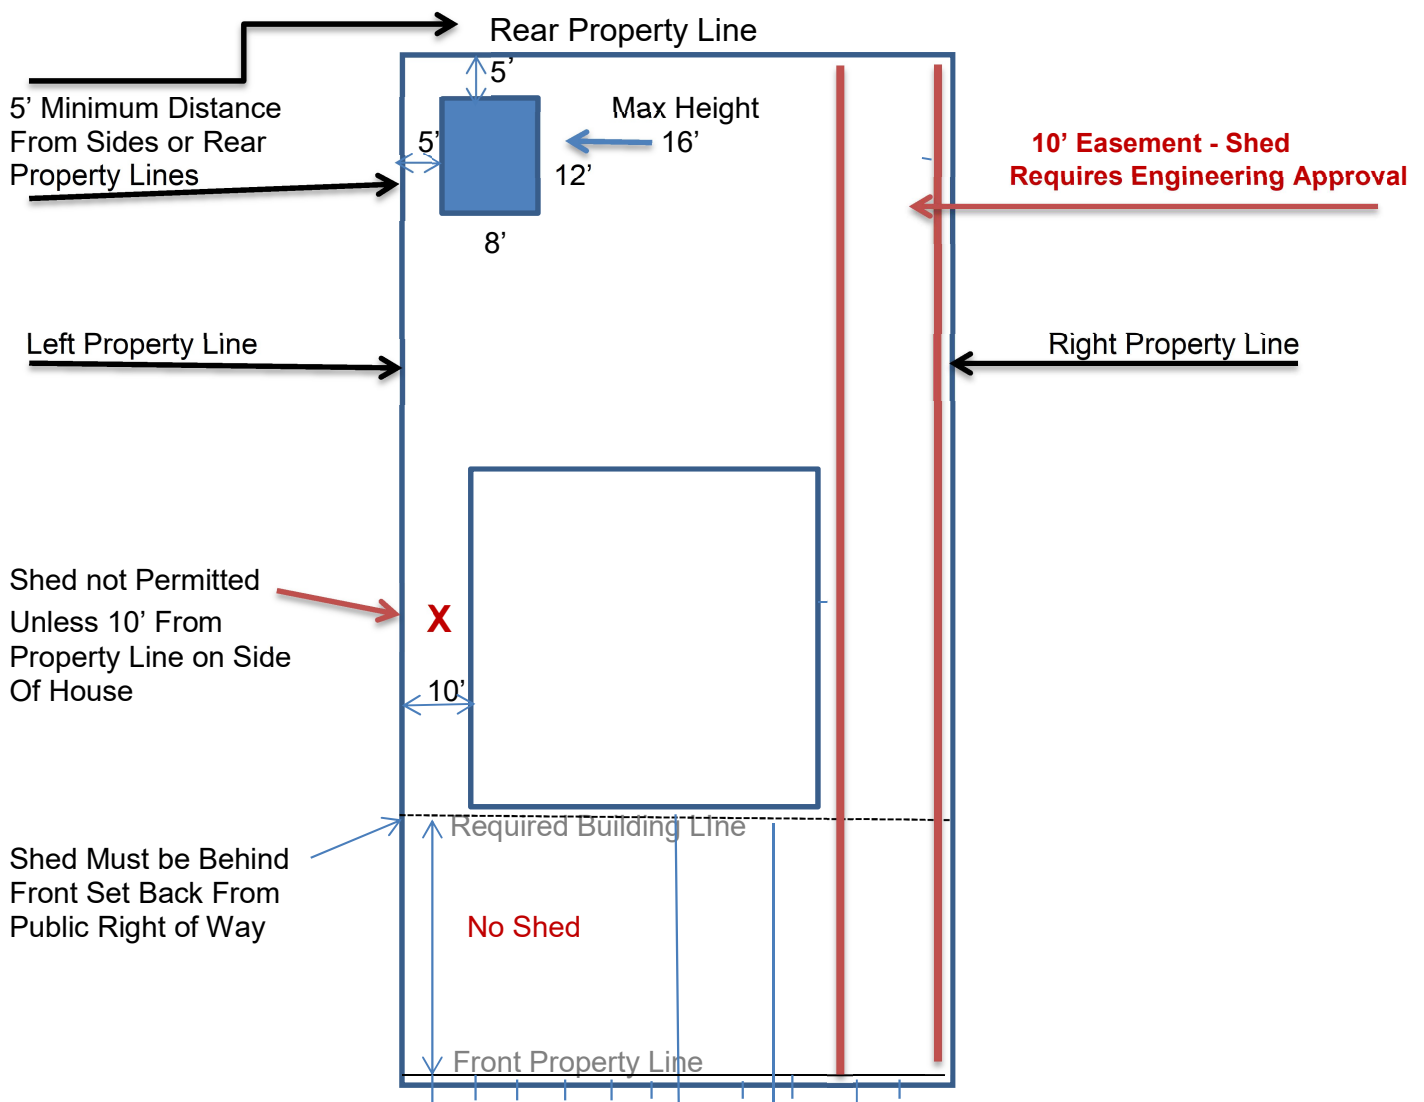 Rear Property Line
5’
5’ Minimum Distance
From Sides or Rear
Property Lines
Max Height
16’
5’
12’
8’
10’ Easement - Shed
Requires Engineering Approval
Left Property Line
Right Property Line
Shed not Permitted
Unless 10’ From
Property Line on Side
Of House
X
10’
Required Building LIne
Shed Must be Behind
Front Set Back From
Public Right of Way
No Shed
Front Property Line